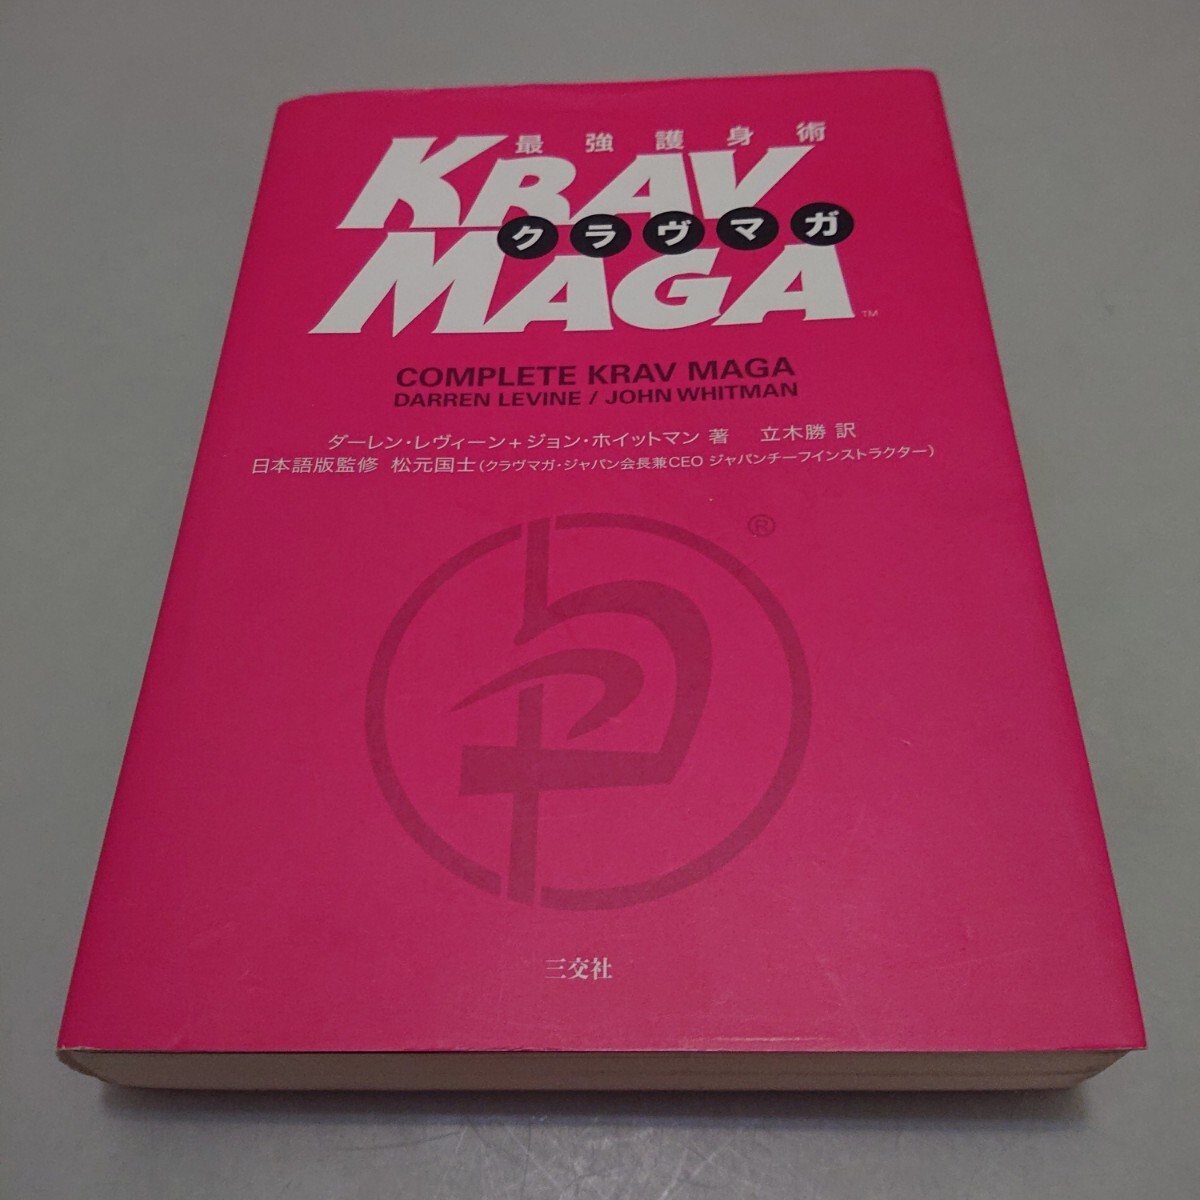 最強護身術
KRAV
クラヴマガ
MAGA™
COMPLETE KRAV MAGA
DARREN LEVINE / JOHN WHITMAN
ダーレン・レヴィーン+ジョン・ホイットマン 著 立木勝 訳
日本語版監修 松元国士(クラヴマガ・ジャパン会長兼CEO ジャパンチーフインストラクター)
®
三交社